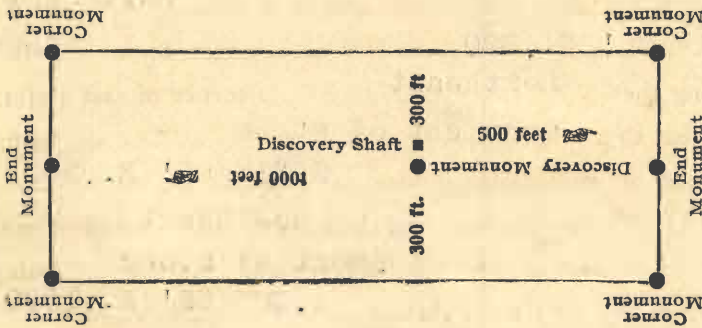 Corner
Monument
Corner
Monument
End
Monument
300 ft
Discovery Shaft
500 feet
1000 feet
Discovery Monument
300 ft.
End
Monument
Corner
Monument
Corner
Monument